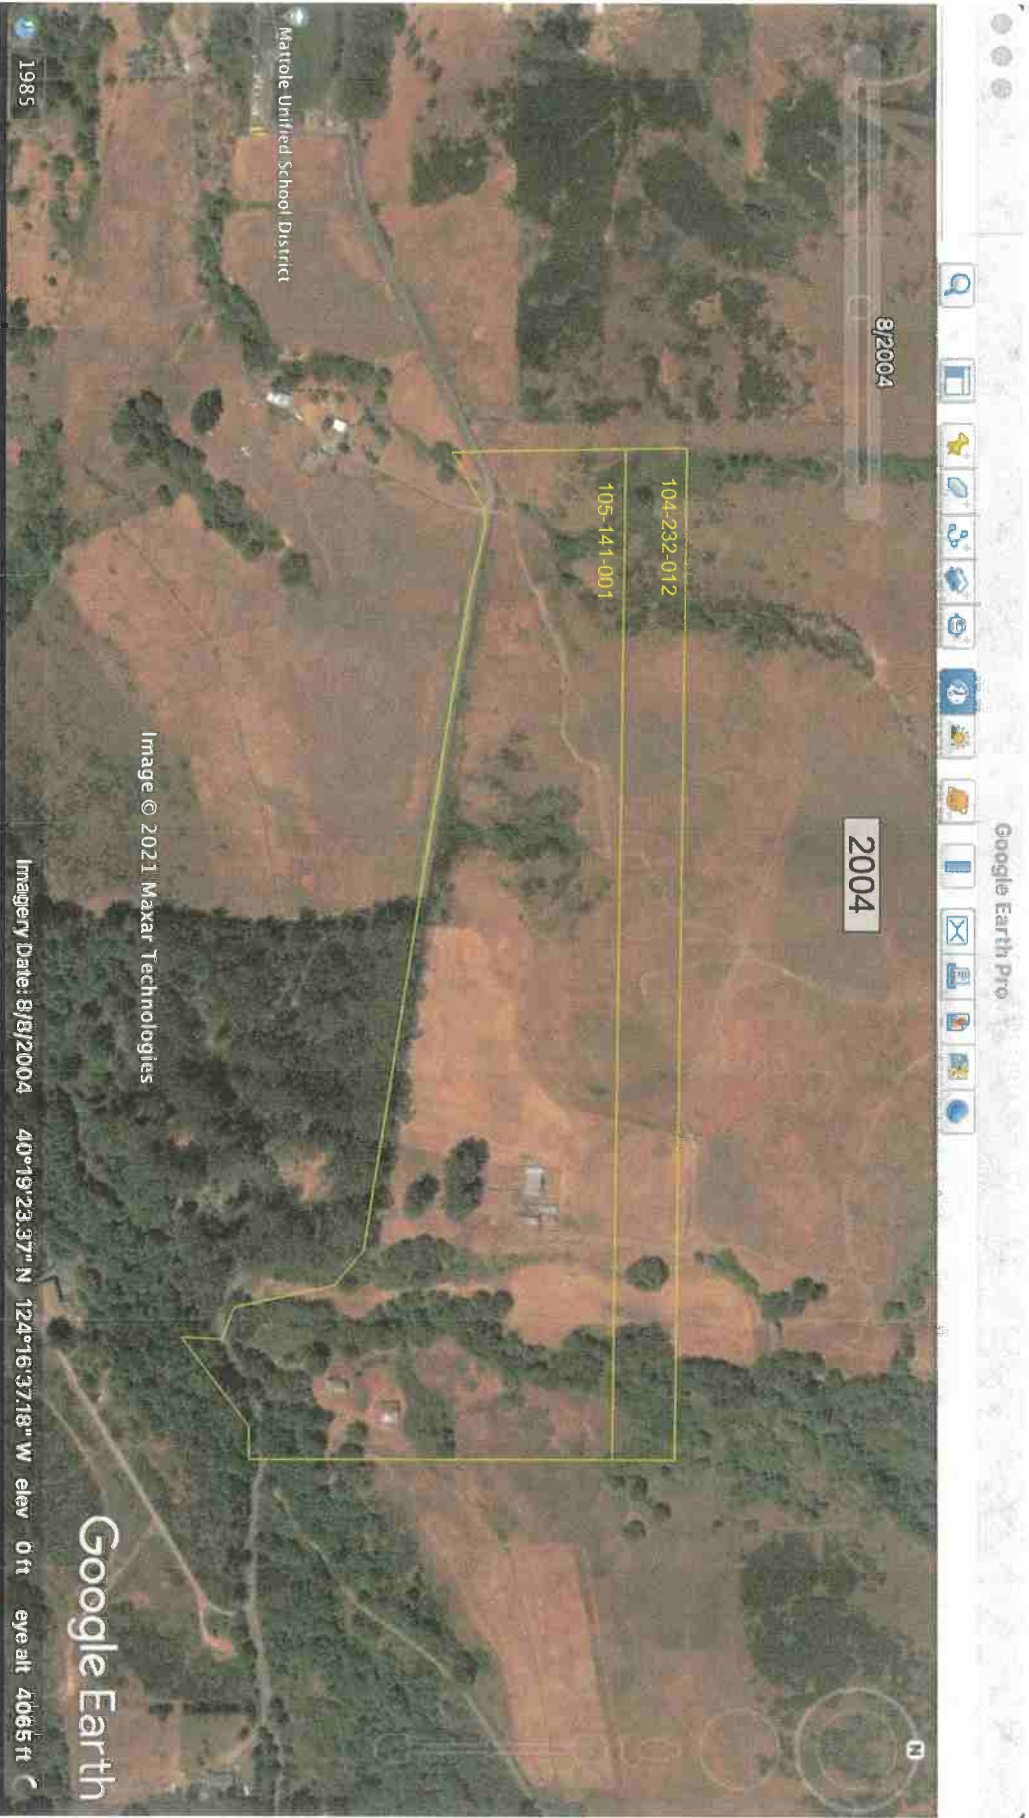 Google Earth Pro
8/2004
2004
N
104-232-012
105-141-001
Mattole Unified School District
Image © 2021 Maxar Technologies
Google Earth
1985
Imagery Date: 8/8/2004 40°19'23.37" N 124°16'37.18" W elev 0 ft eye alt 4065 ft